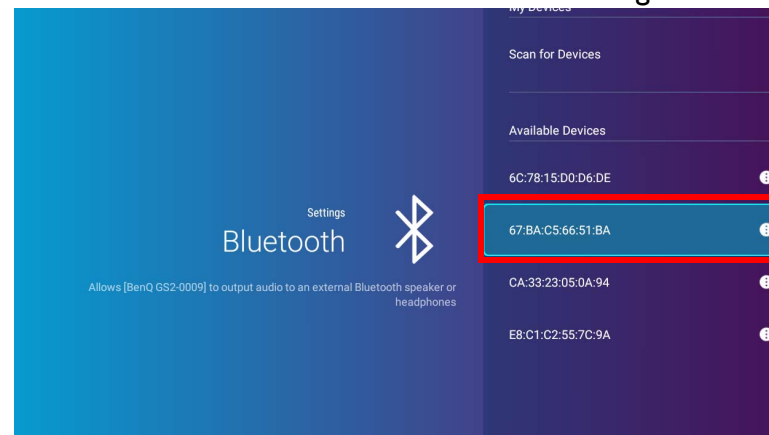 My Devices
Scan for Devices
Available Devices
6C:78:15:D0:D6:DE
Settings
Bluetooth
67:BA:C5:66:51:BA
Allows [BenQ GS2-0009] to output audio to an external Bluetooth speaker or
headphones
CA:33:23:05:0A:94
E8:C1:C2:55:7C:9A